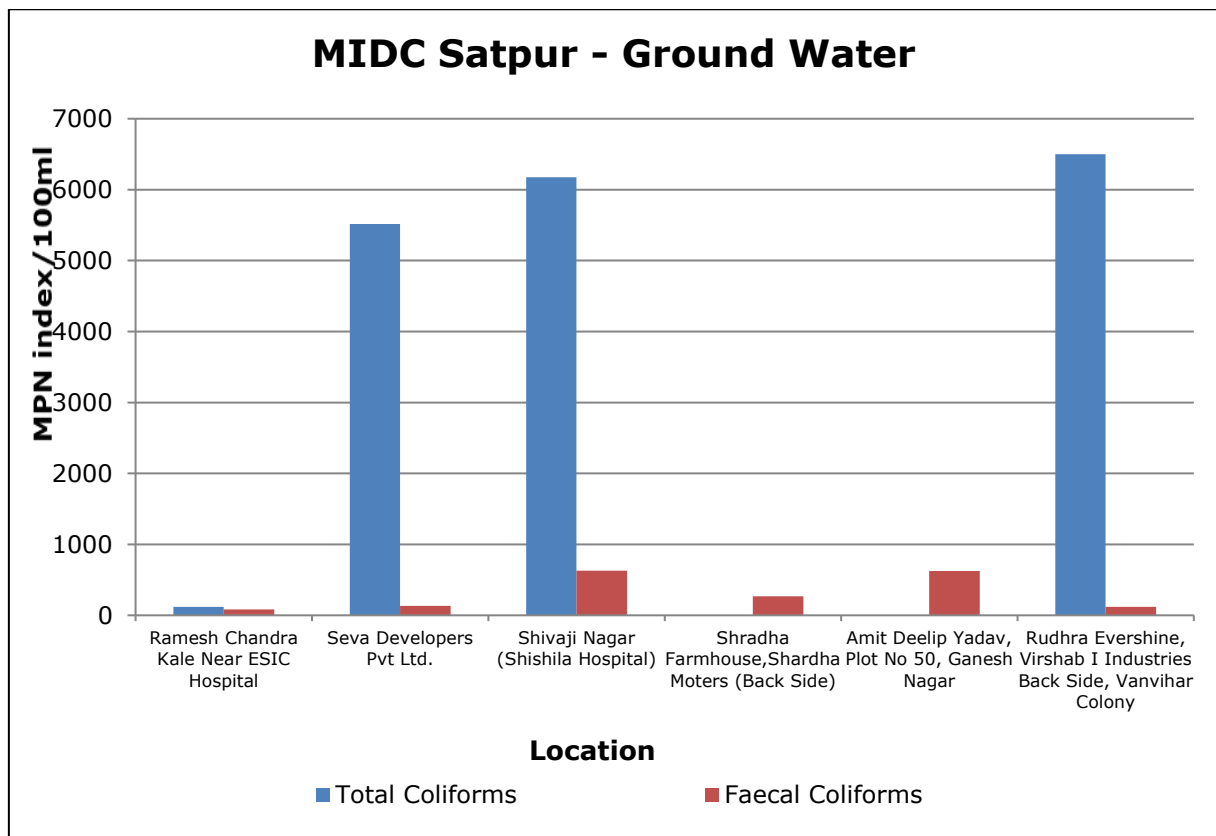 MIDC Satpur - Ground Water
MPN index/100ml
7000
6000
5000
4000
3000
2000
1000
0
Ramesh Chandra
Kale Near ESIC
Hospital
Seva Developers
Pvt Ltd.
Shivaji Nagar
(Shishila Hospital)
Shradha
Farmhouse,Shardha
Moters (Back Side)
Amit Deelip Yadav,
Plot No 50, Ganesh
Nagar
Rudhra Evershine,
Virshab I Industries
Back Side, Vanvihar
Colony
Location
Total Coliforms
Faecal Coliforms